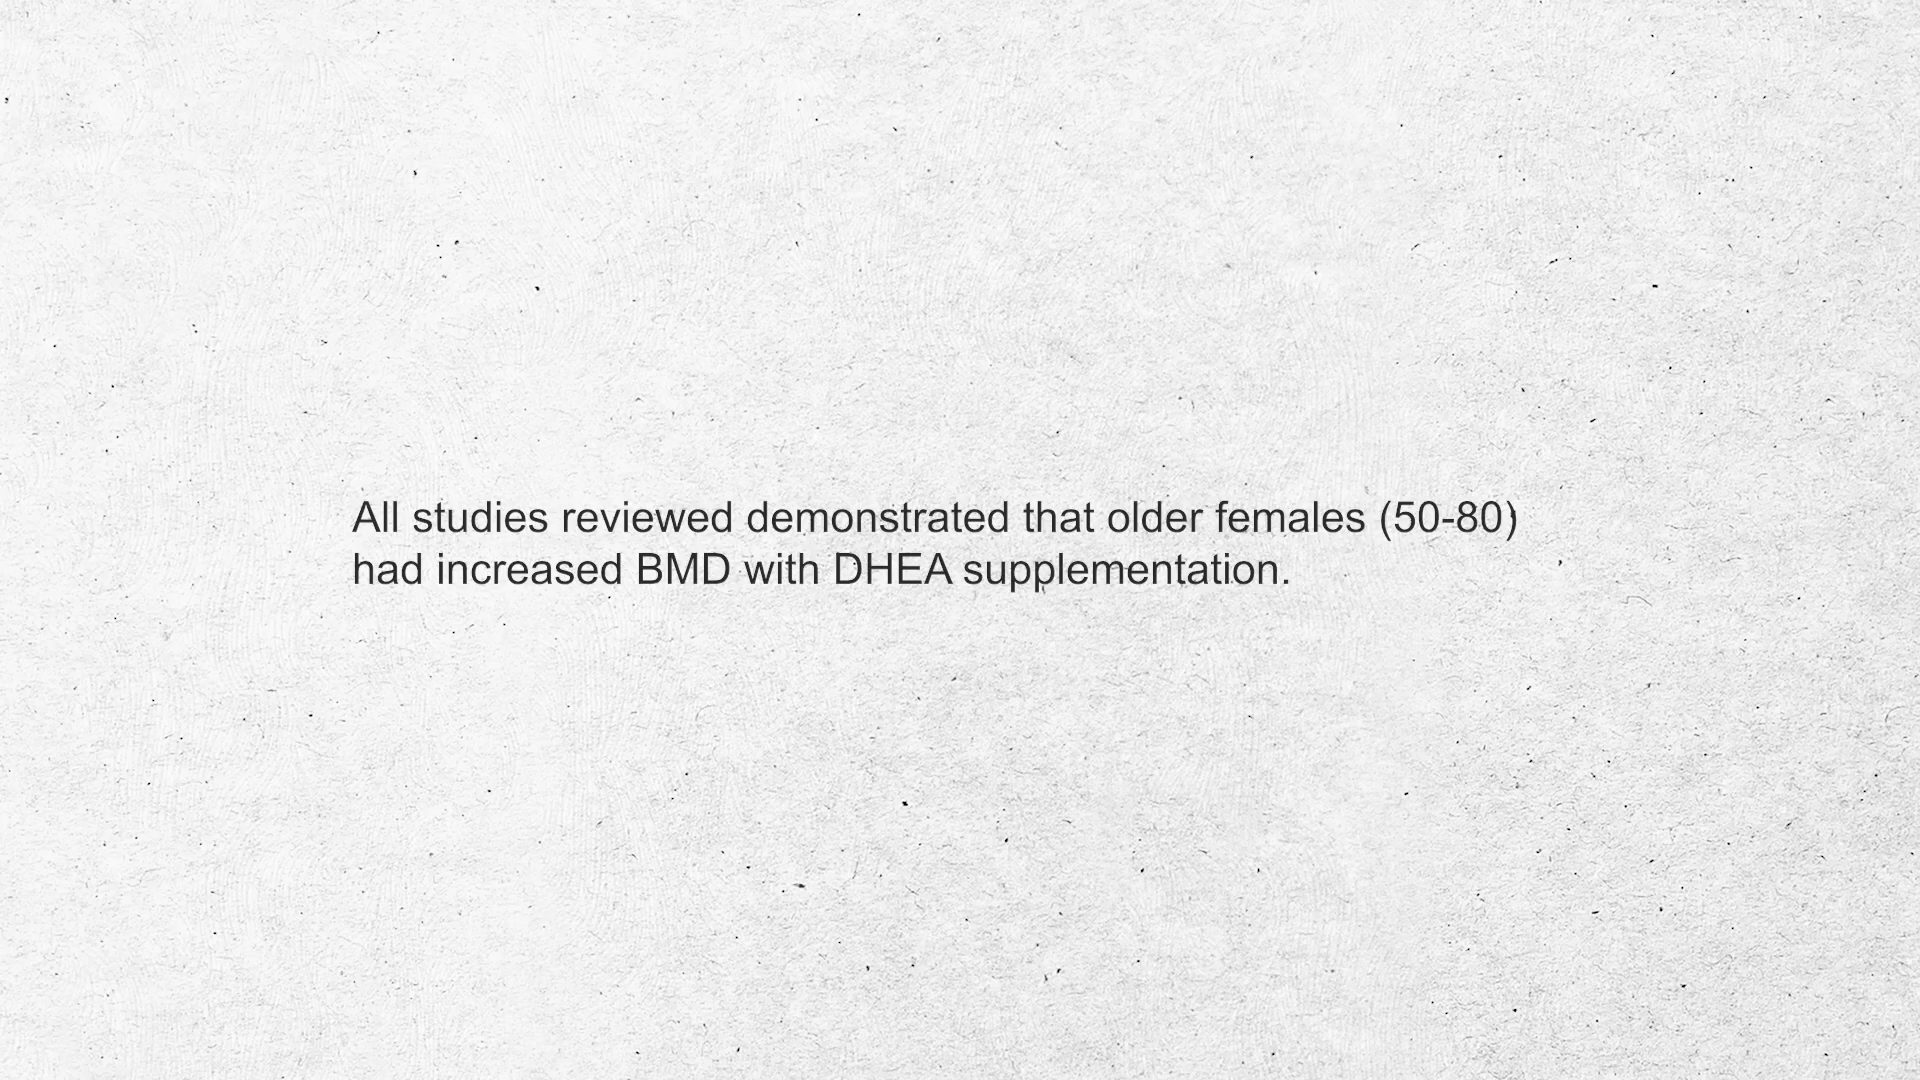 All studies reviewed demonstrated that older females (50-80)
had increased BMD with DHEA supplementation.